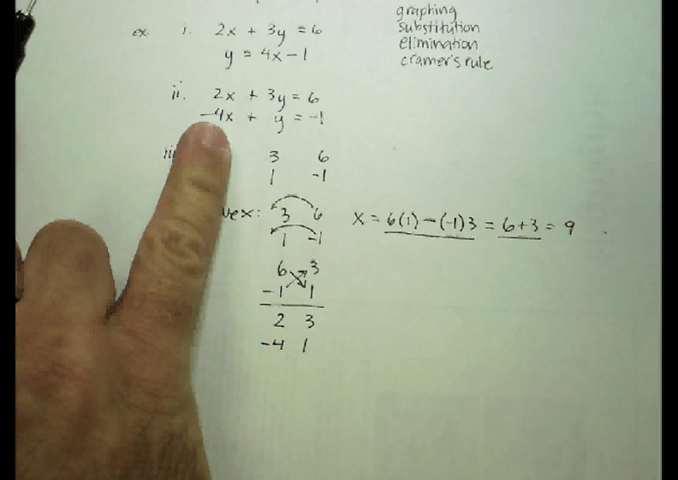 graphing
ex. i. 2x + 3y = 6
substitution
y = 4x - 1
elimination
cramer's rule
ii. 2x + 3y = 6
-4x + y = -1
3 6
1 -1
x: 3 6
x = 6(1) - (-1)3 = 6+3 = 9
1 -1
6 3
-1 1
2 3
-4 1